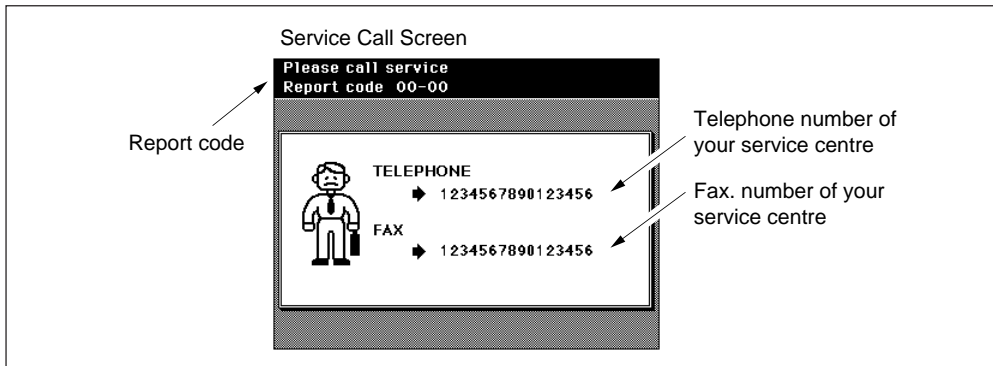 Service Call Screen
Please call service
Report code 00-00
Report code
TELEPHONE
1234567890123456
FAX
1234567890123456
Telephone number of
your service centre
Fax. number of your
service centre